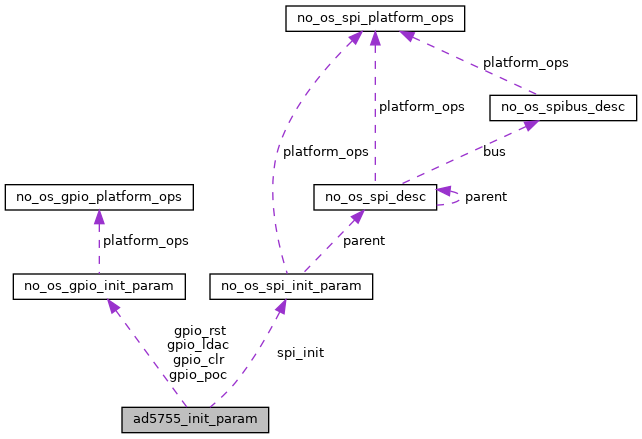 no_os_spi_platform_ops
platform_ops
no_os_spibus_desc
platform_ops
platform_ops
bus
no_os_gpio_platform_ops
no_os_spi_desc
parent
platform_ops
parent
no_os_gpio_init_param
no_os_spi_init_param
gpio_rst
gpio_ldac
gpio_clr
gpio_poc
spi_init
ad5755_init_param